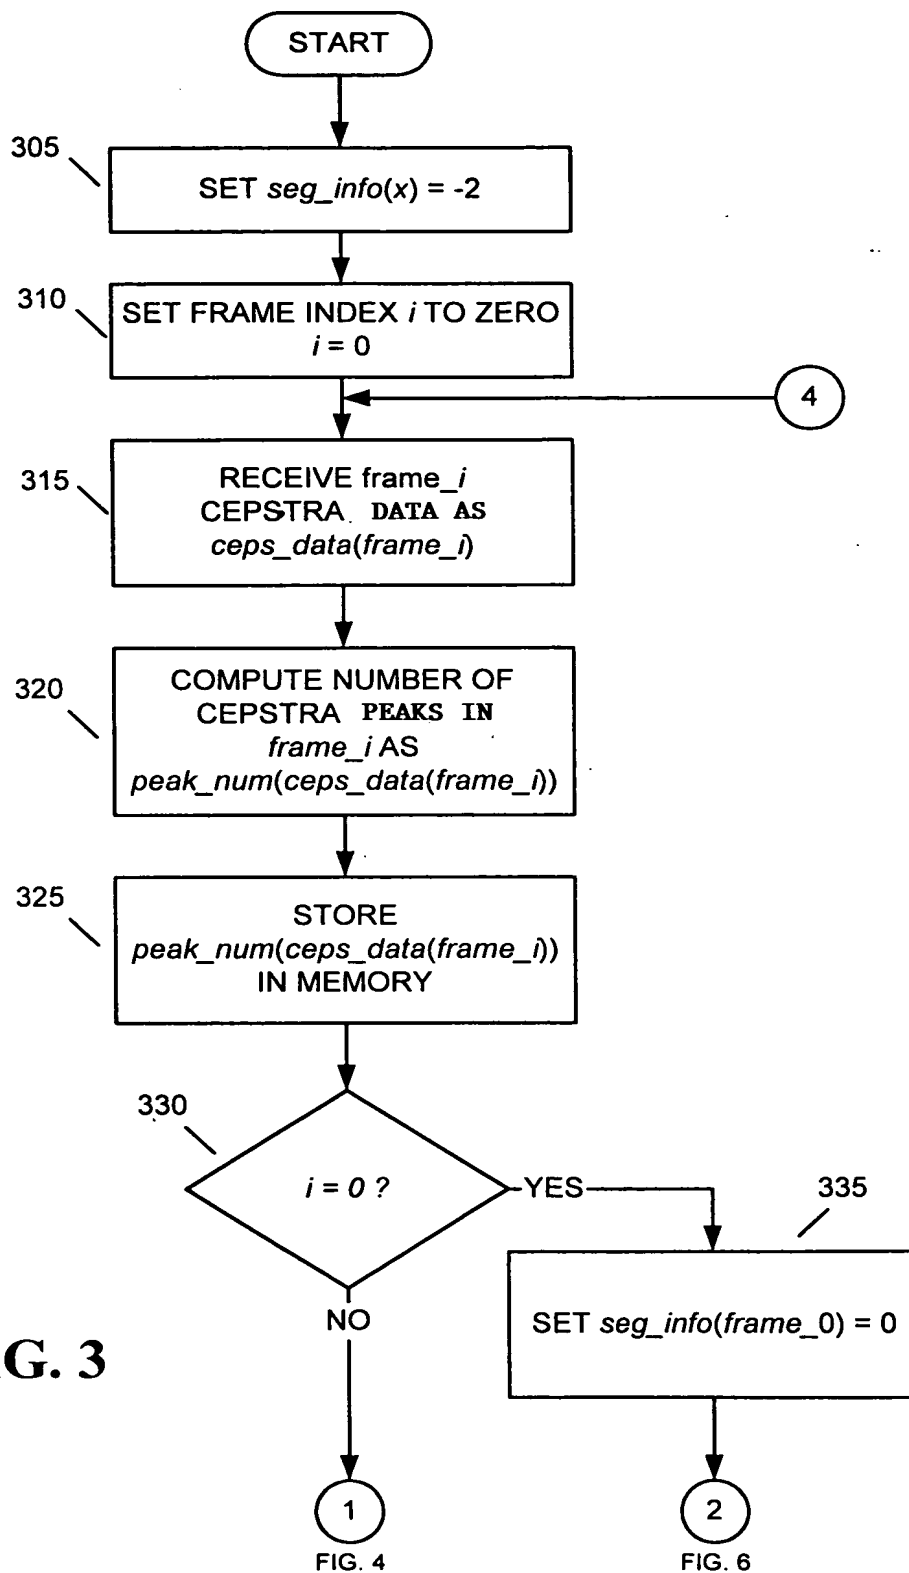 START
305
SET seg_info(x) = -2
310
SET FRAME INDEX i TO ZERO
i = 0
4
315
RECEIVE frame_i
CEPSTRA DATA AS
ceps_data(frame_i)
320
COMPUTE NUMBER OF
CEPSTRA PEAKS IN
frame_i AS
peak_num(ceps_data(frame_i))
325
STORE
peak_num(ceps_data(frame_i))
IN MEMORY
330
i = 0 ?
YES
335
NO
SET seg_info(frame_0) = 0
G. 3
1
2
FIG. 4
FIG. 6